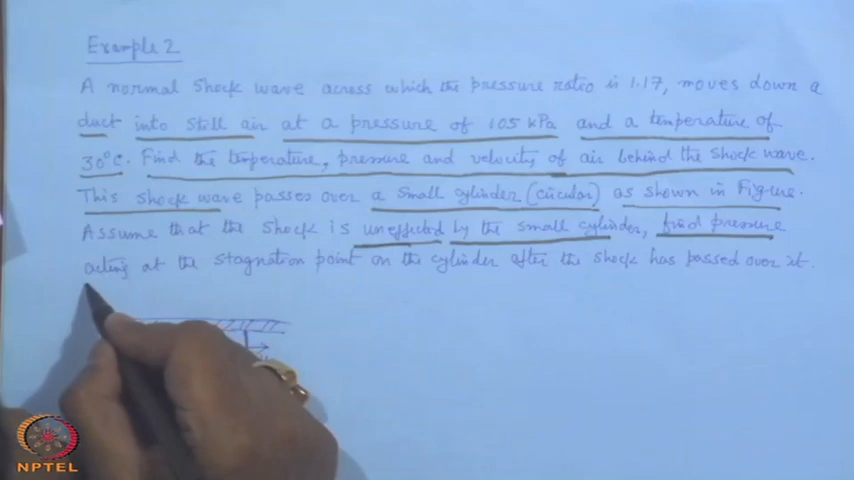 Example 2
A normal shock wave across which the pressure ratio is 1.17, moves down a
duct into still air at a pressure of 105 kPa and a temperature of
30°C. Find the temperature, pressure and velocity of air behind the shock wave.
This shock wave passes over a small cylinder (circular) as shown in Figure.
Assume that the shock is uneffected by the small cylinder, find pressure
acting at the stagnation point on the cylinder after the shock has passed over it.
NPTEL